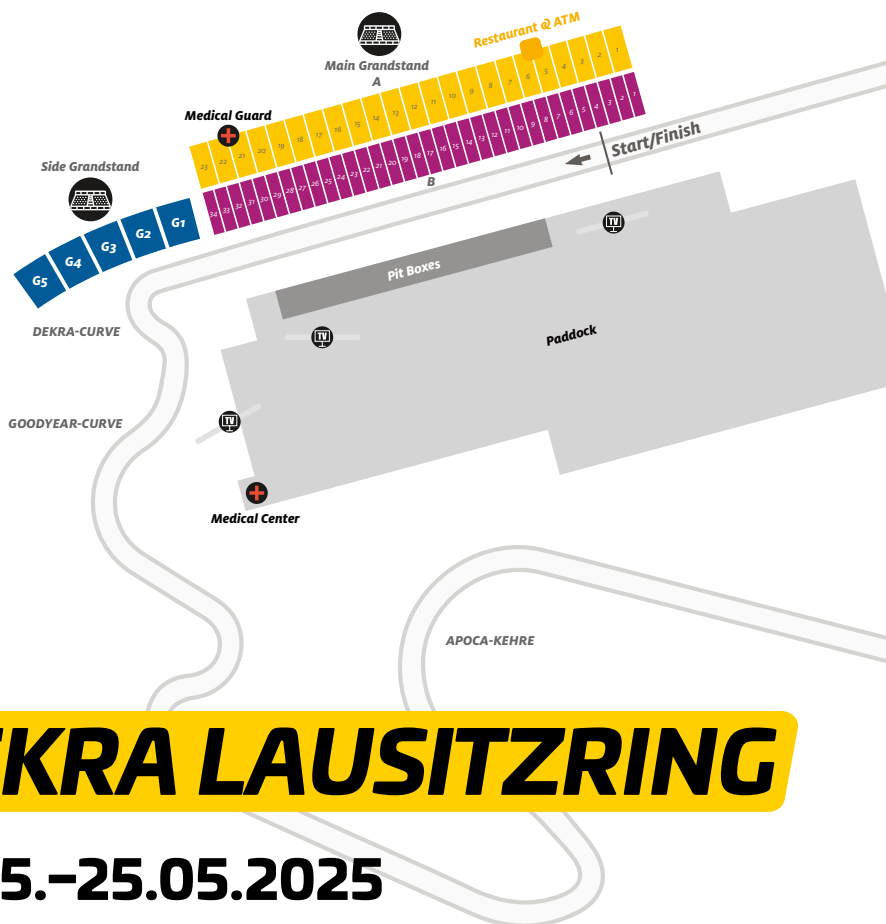 Restaurant & ATM
Main Grandstand
A
1 2 3 4 5 6 7 8 9 10 11 12 13 14 15 16 17 18 19 20 21 22 23
Medical Guard
1 2 3 4 5 6 7 8 9 10 11 12 13 14 15 16 17 18 19 20 21 22 23 24 25 26 27 28 29 30 31 32 33 34
B
Start/Finish
Side Grandstand
G1
G2
G3
G4
G5
TV
Pit Boxes
DEKRA-CURVE
TV
Paddock
GOODYEAR-CURVE
TV
Medical Center
APOCA-KEHRE
EKRA LAUSITZRING
5.–25.05.2025